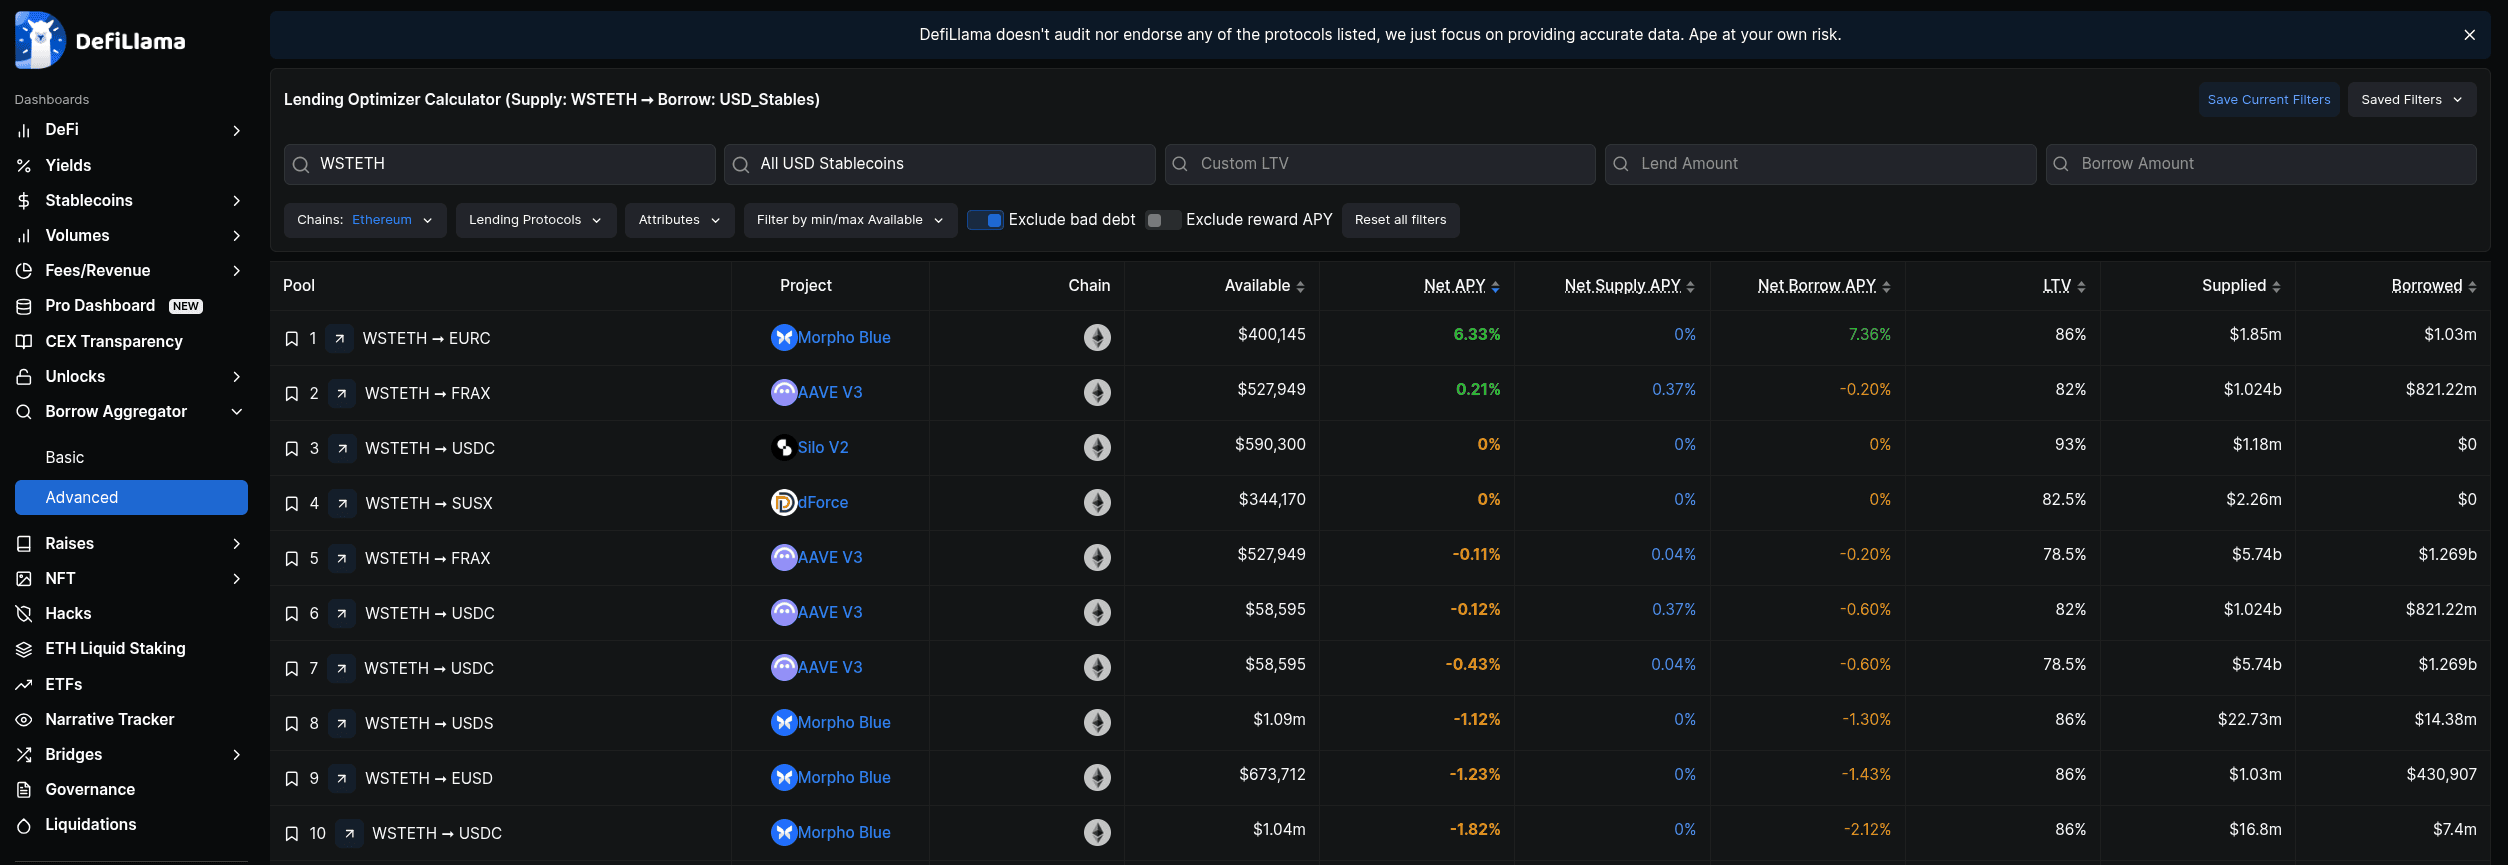 DefiLlama
DefiLlama doesn't audit nor endorse any of the protocols listed, we just focus on providing accurate data. Ape at your own risk.
Dashboards
DeFi
Yields
Stablecoins
Volumes
Fees/Revenue
Pro Dashboard NEW
CEX Transparency
Unlocks
Borrow Aggregator
Basic
Advanced
Raises
NFT
Hacks
ETH Liquid Staking
ETFs
Narrative Tracker
Bridges
Governance
Liquidations
Lending Optimizer Calculator (Supply: WSTETH → Borrow: USD_Stables)
Save Current Filters
Saved Filters
WSTETH
All USD Stablecoins
Custom LTV
Lend Amount
Borrow Amount
Chains: Ethereum
Lending Protocols
Attributes
Filter by min/max Available
Exclude bad debt
Exclude reward APY
Reset all filters
Pool Project Chain Available Net APY Net Supply APY Net Borrow APY LTV Supplied Borrowed
1 WSTETH → EURC Morpho Blue $400,145 6.33% 0% 7.36% 86% $1.85m $1.03m
2 WSTETH → FRAX AAVE V3 $527,949 0.21% 0.37% -0.20% 82% $1.024b $821.22m
3 WSTETH → USDC Silo V2 $590,300 0% 0% 0% 93% $1.18m $0
4 WSTETH → SUSX dForce $344,170 0% 0% 0% 82.5% $2.26m $0
5 WSTETH → FRAX AAVE V3 $527,949 -0.11% 0.04% -0.20% 78.5% $5.74b $1.269b
6 WSTETH → USDC AAVE V3 $58,595 -0.12% 0.37% -0.60% 82% $1.024b $821.22m
7 WSTETH → USDC AAVE V3 $58,595 -0.43% 0.04% -0.60% 78.5% $5.74b $1.269b
8 WSTETH → USDS Morpho Blue $1.09m -1.12% 0% -1.30% 86% $22.73m $14.38m
9 WSTETH → EUSD Morpho Blue $673,712 -1.23% 0% -1.43% 86% $1.03m $430,907
10 WSTETH → USDC Morpho Blue $1.04m -1.82% 0% -2.12% 86% $16.8m $7.4m